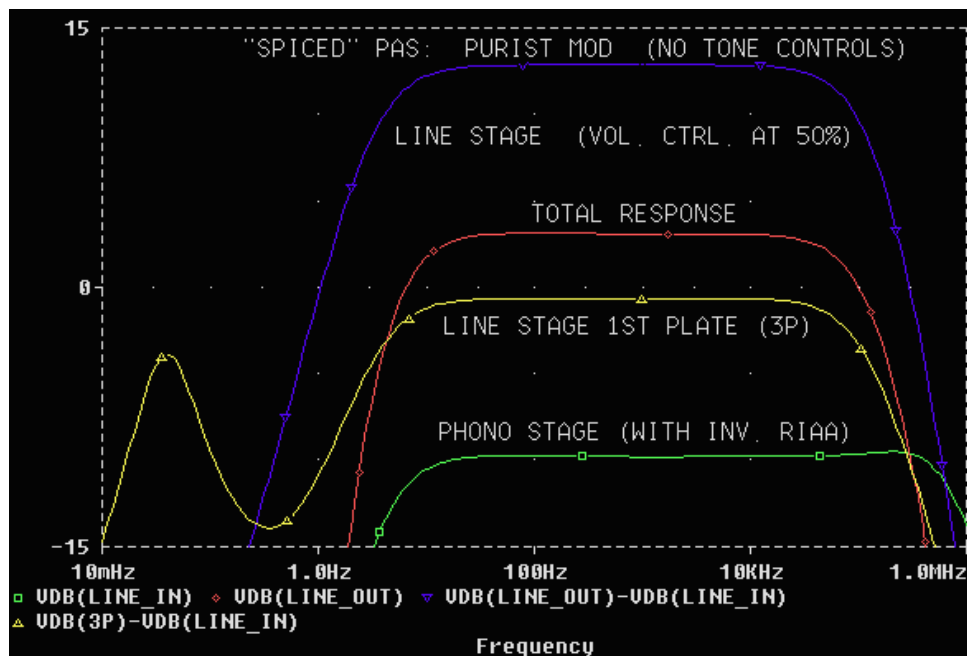 15
"SPICED" PAS: PURIST MOD (NO TONE CONTROLS)
LINE STAGE (VOL. CTRL. AT 50%)
TOTAL RESPONSE
0
LINE STAGE 1ST PLATE (3P)
PHONO STAGE (WITH INV. RIAA)
-15
10mHz 1.0Hz 100Hz 10KHz 1.0MHz
VDB(LINE_IN) VDB(LINE_OUT) VDB(LINE_OUT)-VDB(LINE_IN)
VDB(3P)-VDB(LINE_IN)
Frequency